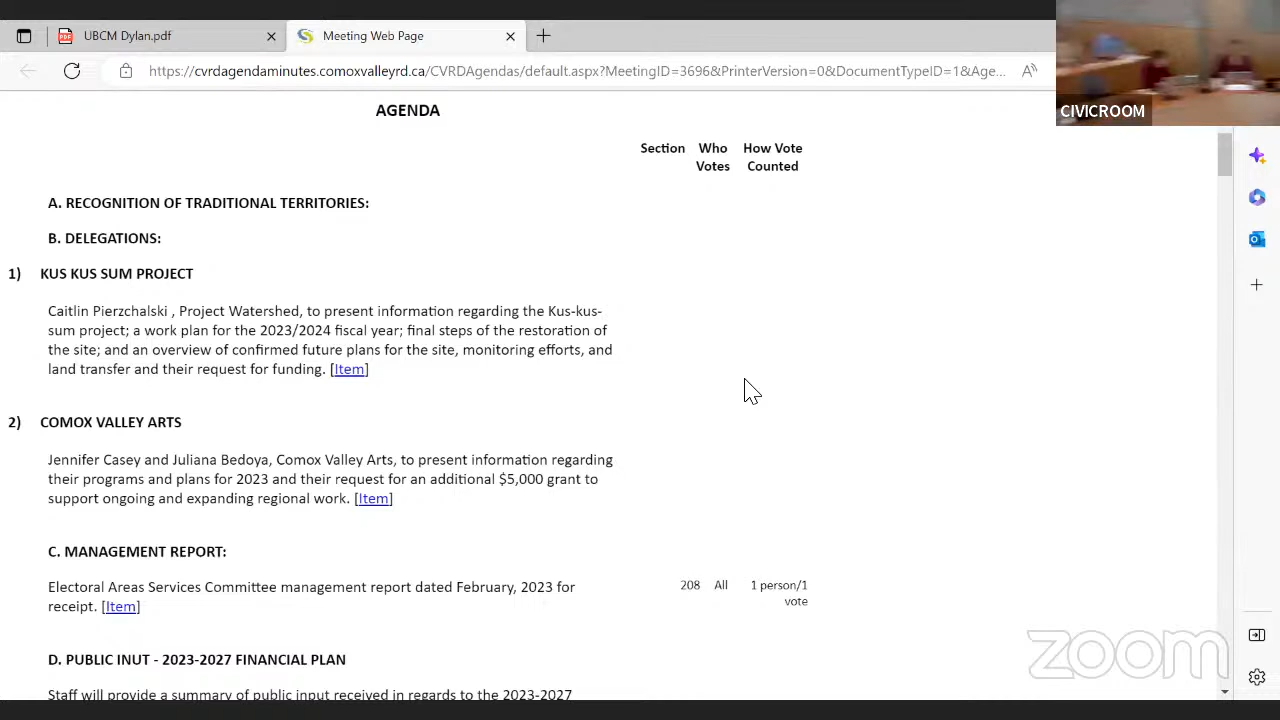 UBCM Dylan.pdf
Meeting Web Page
https://cvrdagendaminutes.comoxvalleyrd.ca/CVRDAgendas/default.aspx?MeetingID=3696&PrinterVersion=0&DocumentTypeID=1&Age...
CIVICROOM
AGENDA
Section Who How Vote
Votes Counted
A. RECOGNITION OF TRADITIONAL TERRITORIES:
B. DELEGATIONS:
1) KUS KUS SUM PROJECT
Caitlin Pierzchalski , Project Watershed, to present information regarding the Kus-kus-
sum project; a work plan for the 2023/2024 fiscal year; final steps of the restoration of
the site; and an overview of confirmed future plans for the site, monitoring efforts, and
land transfer and their request for funding. [Item]
2) COMOX VALLEY ARTS
Jennifer Casey and Juliana Bedoya, Comox Valley Arts, to present information regarding
their programs and plans for 2023 and their request for an additional $5,000 grant to
support ongoing and expanding regional work. [Item]
C. MANAGEMENT REPORT:
Electoral Areas Services Committee management report dated February, 2023 for
receipt. [Item]
208 All 1 person/1
vote
D. PUBLIC INUT - 2023-2027 FINANCIAL PLAN
Staff will provide a summary of public input received in regards to the 2023-2027
zoom